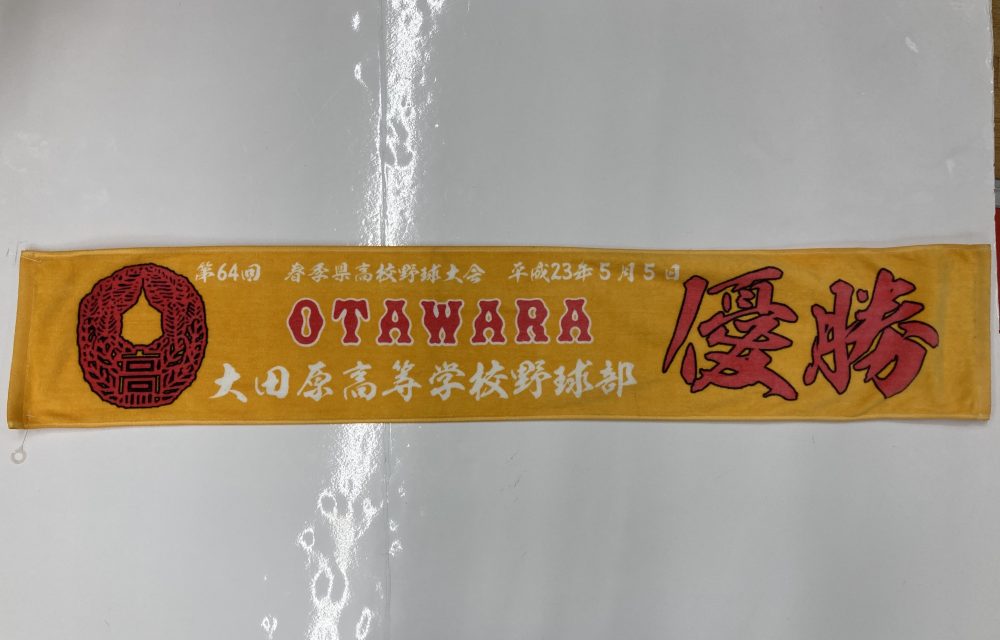 第64回 春季県高校野球大会 平成23年5月5日
OTAWARA
大田原高等学校野球部
優勝
高